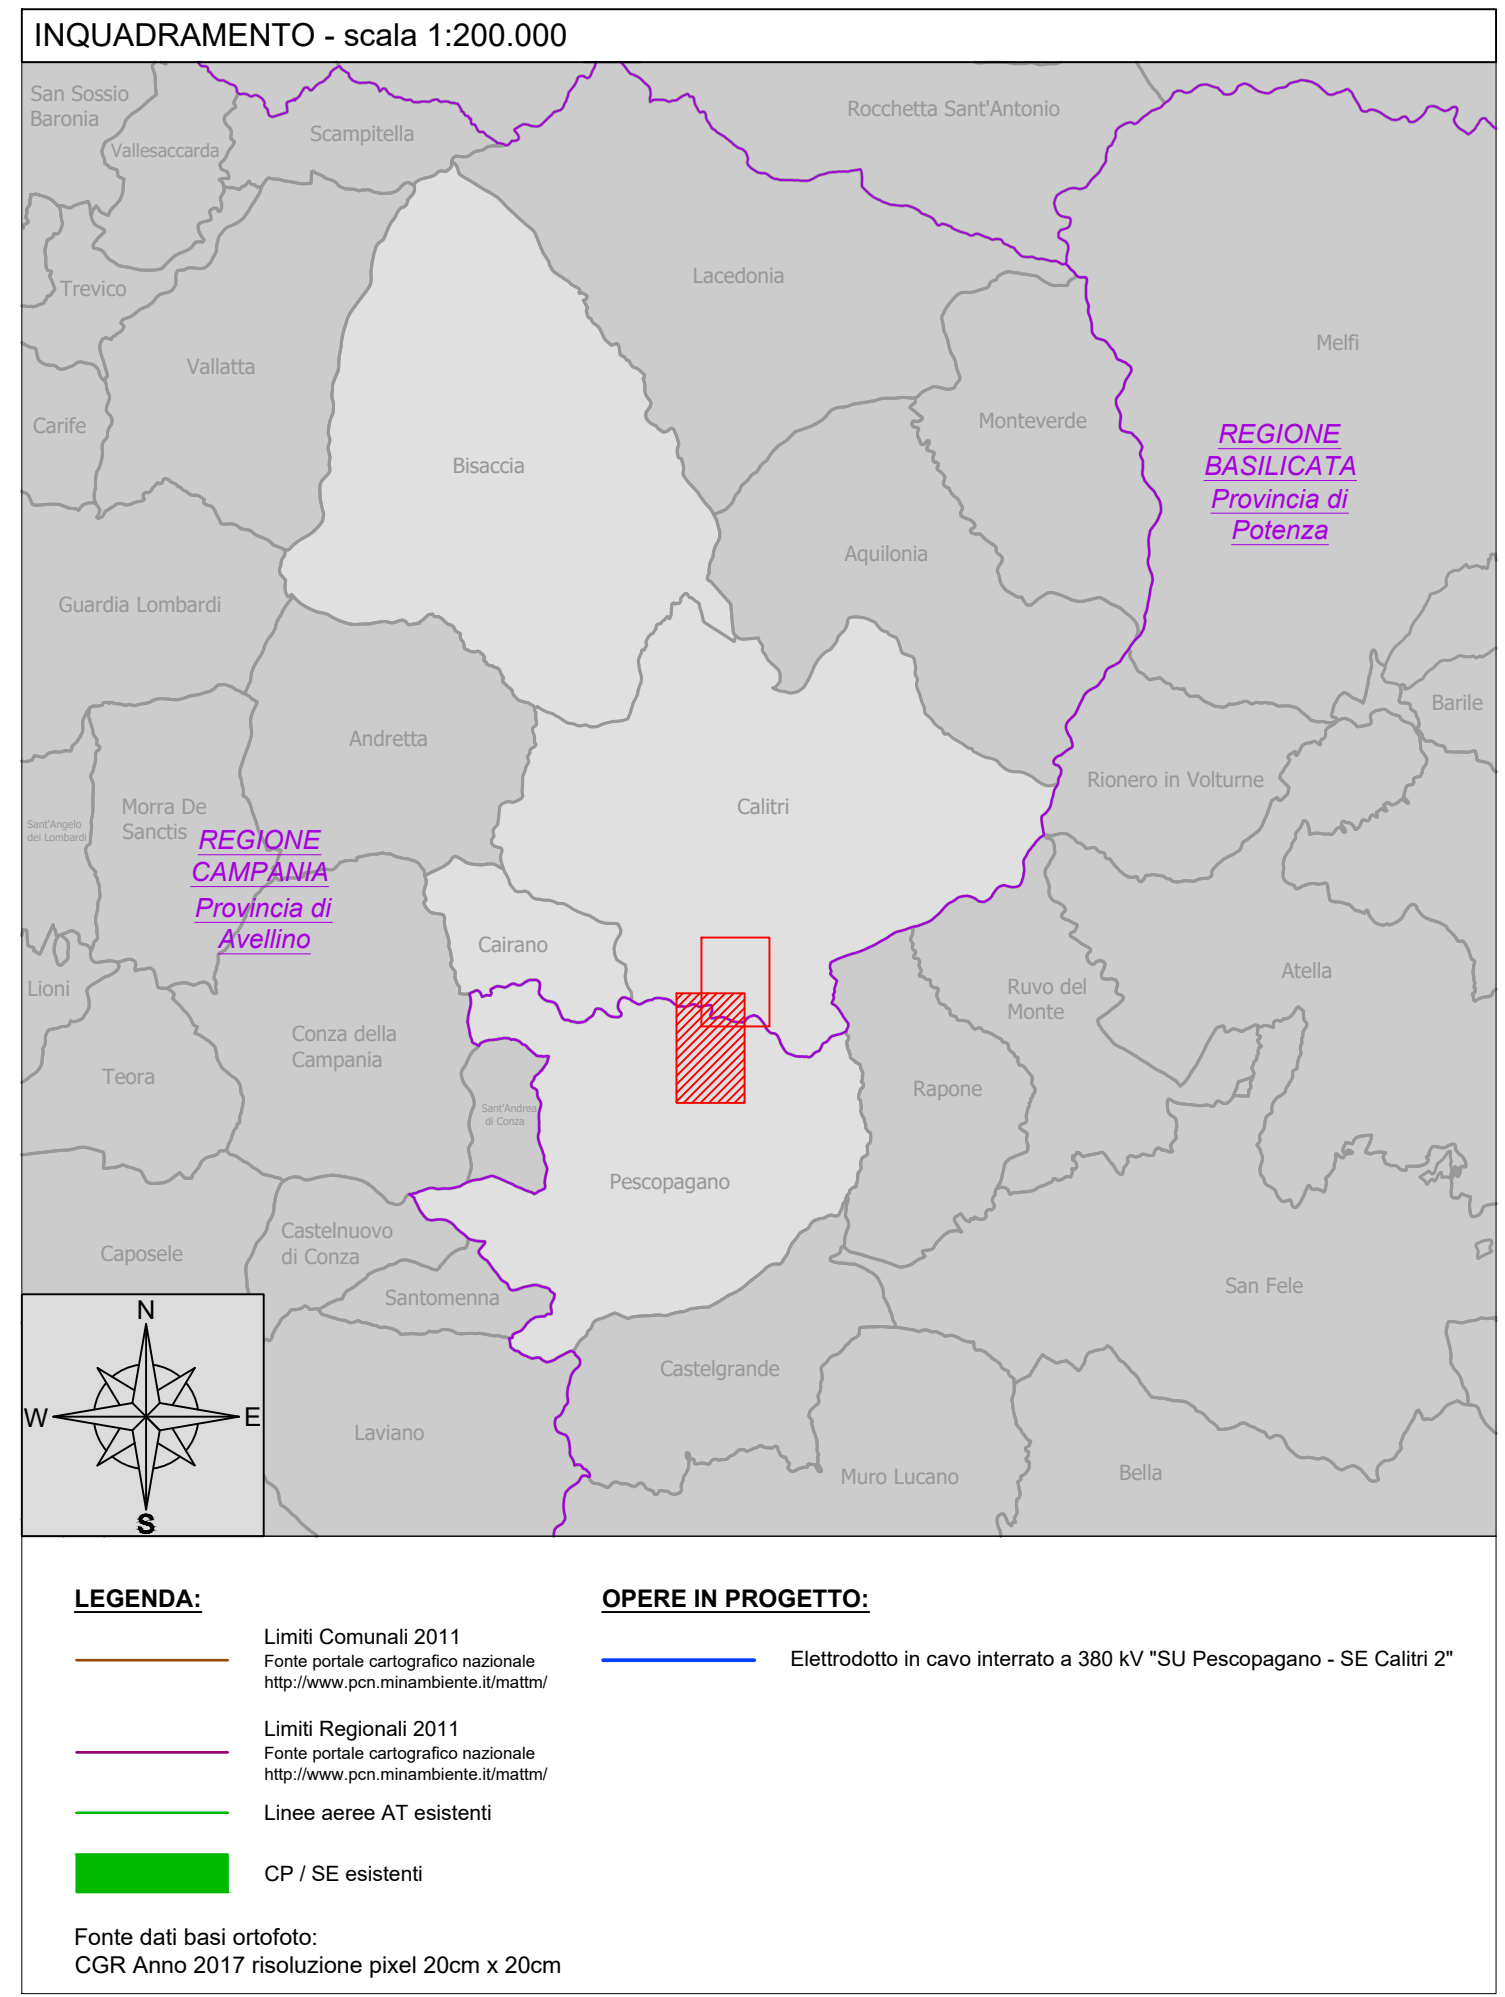 INQUADRAMENTO - scala 1:200.000
San Sossio
Baronia
Vallesaccarda
Scampitella
Rocchetta Sant'Antonio
Trevico
Lacedonia
Vallatta
Melfi
Carife
Monteverde
Bisaccia
REGIONE
BASILICATA
Provincia di
Potenza
Aquilonia
Guardia Lombardi
Barile
Andretta
Rionero in Volturne
Calitri
Morra De
Sanctis
Sant'Angelo
dei Lombardi
REGIONE
CAMPANIA
Provincia di
Avellino
Cairano
Lioni
Atella
Ruvo del
Monte
Conza della
Campania
Teora
Rapone
Sant'Andrea
di Conza
Pescopagano
Castelnuovo
di Conza
Caposele
San Fele
Santomenna
Castelgrande
Laviano
Muro Lucano
Bella
N
W
E
S
LEGENDA:
Limiti Comunali 2011
Fonte portale cartografico nazionale
http://www.pcn.minambiente.it/mattm/
Limiti Regionali 2011
Fonte portale cartografico nazionale
http://www.pcn.minambiente.it/mattm/
Linee aeree AT esistenti
CP / SE esistenti
Fonte dati basi ortofoto:
CGR Anno 2017 risoluzione pixel 20cm x 20cm
OPERE IN PROGETTO:
Elettrodotto in cavo interrato a 380 kV "SU Pescopagano - SE Calitri 2"